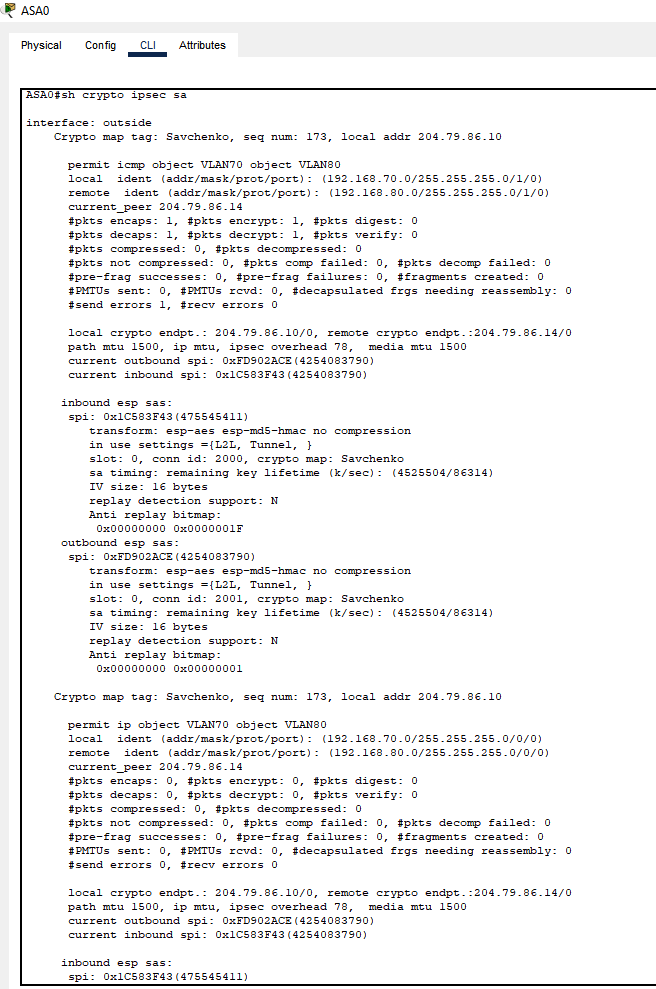 ASA0
Physical Config CLI Attributes
ASA0#sh crypto ipsec sa
interface: outside
Crypto map tag: Savchenko, seq num: 173, local addr 204.79.86.10
permit icmp object VLAN70 object VLAN80
local ident (addr/mask/prot/port): (192.168.70.0/255.255.255.0/1/0)
remote ident (addr/mask/prot/port): (192.168.80.0/255.255.255.0/1/0)
current_peer 204.79.86.14
#pkts encaps: 1, #pkts encrypt: 1, #pkts digest: 0
#pkts decaps: 1, #pkts decrypt: 1, #pkts verify: 0
#pkts compressed: 0, #pkts decompressed: 0
#pkts not compressed: 0, #pkts comp failed: 0, #pkts decomp failed: 0
#pre-frag successes: 0, #pre-frag failures: 0, #fragments created: 0
#PMTUs sent: 0, #PMTUs rcvd: 0, #decapsulated frgs needing reassembly: 0
#send errors 1, #recv errors 0
local crypto endpt.: 204.79.86.10/0, remote crypto endpt.:204.79.86.14/0
path mtu 1500, ip mtu, ipsec overhead 78, media mtu 1500
current outbound spi: 0xFD902ACE(4254083790)
current inbound spi: 0x1C583F43(475545411)
inbound esp sas:
spi: 0x1C583F43(475545411)
transform: esp-aes esp-md5-hmac no compression
in use settings ={L2L, Tunnel, }
slot: 0, conn id: 2000, crypto map: Savchenko
sa timing: remaining key lifetime (k/sec): (4525504/86314)
IV size: 16 bytes
replay detection support: N
Anti replay bitmap:
0x00000000 0x0000001F
outbound esp sas:
spi: 0xFD902ACE(4254083790)
transform: esp-aes esp-md5-hmac no compression
in use settings ={L2L, Tunnel, }
slot: 0, conn id: 2001, crypto map: Savchenko
sa timing: remaining key lifetime (k/sec): (4525504/86314)
IV size: 16 bytes
replay detection support: N
Anti replay bitmap:
0x00000000 0x00000001
Crypto map tag: Savchenko, seq num: 173, local addr 204.79.86.10
permit ip object VLAN70 object VLAN80
local ident (addr/mask/prot/port): (192.168.70.0/255.255.255.0/0/0)
remote ident (addr/mask/prot/port): (192.168.80.0/255.255.255.0/0/0)
current_peer 204.79.86.14
#pkts encaps: 0, #pkts encrypt: 0, #pkts digest: 0
#pkts decaps: 0, #pkts decrypt: 0, #pkts verify: 0
#pkts compressed: 0, #pkts decompressed: 0
#pkts not compressed: 0, #pkts comp failed: 0, #pkts decomp failed: 0
#pre-frag successes: 0, #pre-frag failures: 0, #fragments created: 0
#PMTUs sent: 0, #PMTUs rcvd: 0, #decapsulated frgs needing reassembly: 0
#send errors 0, #recv errors 0
local crypto endpt.: 204.79.86.10/0, remote crypto endpt.:204.79.86.14/0
path mtu 1500, ip mtu, ipsec overhead 78, media mtu 1500
current outbound spi: 0xFD902ACE(4254083790)
current inbound spi: 0x1C583F43(475545411)
inbound esp sas:
spi: 0x1C583F43(475545411)